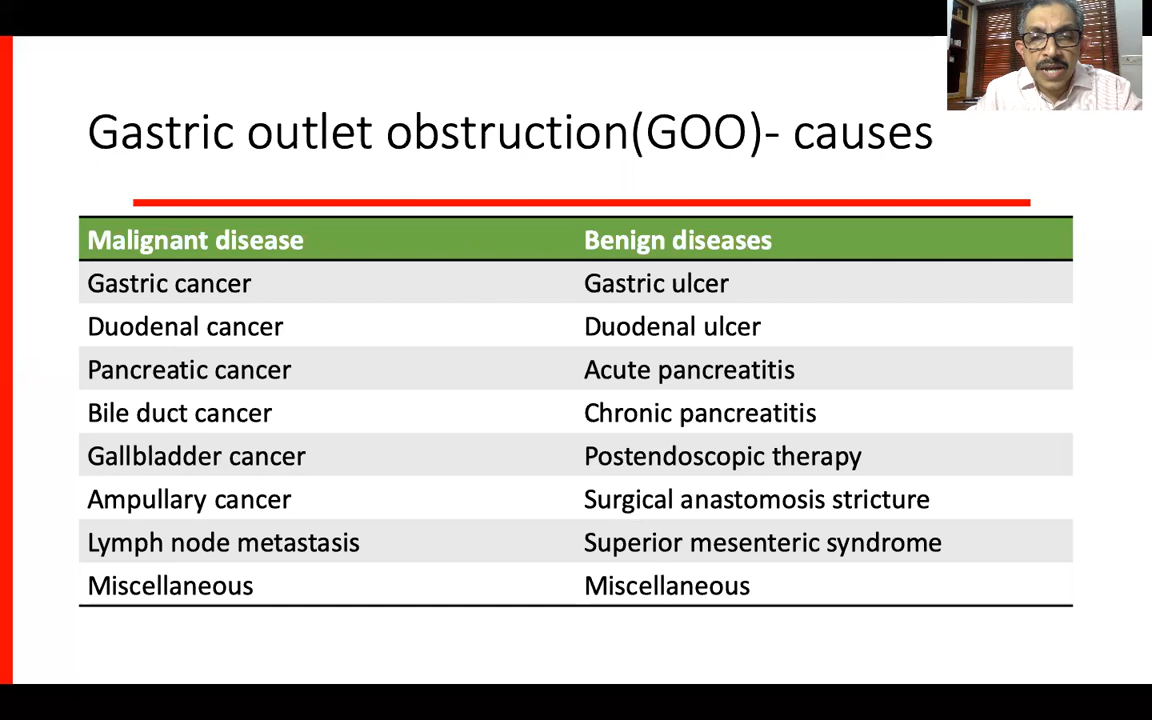 Gastric outlet obstruction(GOO)- causes
Malignant disease Benign diseases
Gastric cancer Gastric ulcer
Duodenal cancer Duodenal ulcer
Pancreatic cancer Acute pancreatitis
Bile duct cancer Chronic pancreatitis
Gallbladder cancer Postendoscopic therapy
Ampullary cancer Surgical anastomosis stricture
Lymph node metastasis Superior mesenteric syndrome
Miscellaneous Miscellaneous